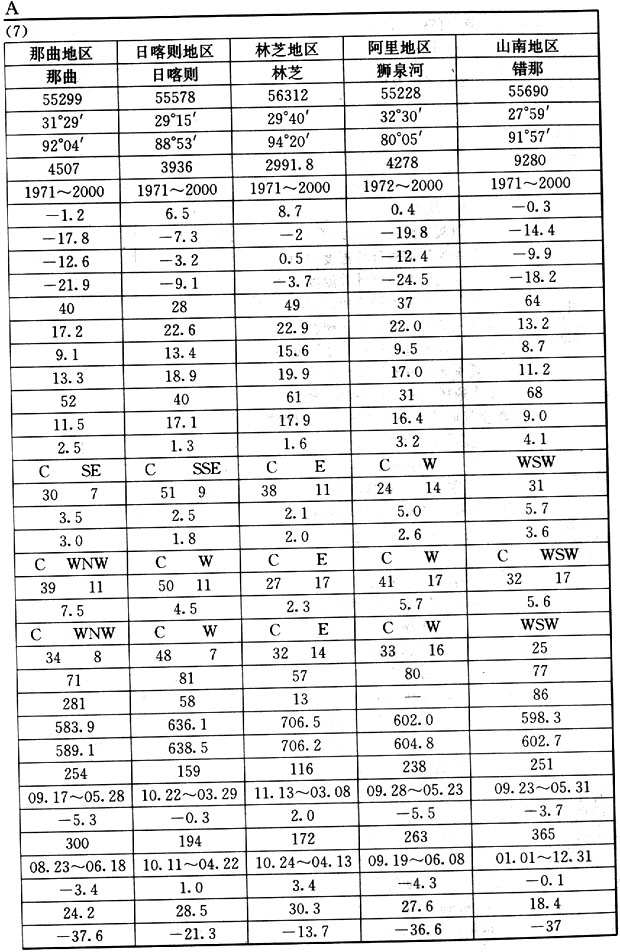 A
(7)
那曲地区 日喀则地区 林芝地区 阿里地区 山南地区
那曲 日喀则 林芝 狮泉河 错那
55299 55578 56312 55228 55690
31°29′ 29°15′ 29°40′ 32°30′ 27°59′
92°04′ 88°53′ 94°20′ 80°05′ 91°57′
4507 3936 2991.8 4278 9280
1971～2000 1971～2000 1971～2000 1972～2000 1971～2000
-1.2 6.5 8.7 0.4 -0.3
-17.8 -7.3 -2 -19.8 -14.4
-12.6 -3.2 0.5 -12.4 -9.9
-21.9 -9.1 -3.7 -24.5 -18.2
40 28 49 37 64
17.2 22.6 22.9 22.0 13.2
9.1 13.4 15.6 9.5 8.7
13.3 18.9 19.9 17.0 11.2
52 40 61 31 68
11.5 17.1 17.9 16.4 9.0
2.5 1.3 1.6 3.2 4.1
C SE C SSE C E C W WSW
30 7 51 9 38 11 24 14 31
3.5 2.5 2.1 5.0 5.7
3.0 1.8 2.0 2.6 3.6
C WNW C W C E C W C WSW
39 11 50 11 27 17 41 17 32 17
7.5 4.5 2.3 5.7 5.6
C WNW C W C E C W WSW
34 8 48 7 32 14 33 16 25
71 81 57 80 77
281 58 13 — 86
583.9 636.1 706.5 602.0 598.3
589.1 638.5 706.2 604.8 602.7
254 159 116 238 251
09.17～05.28 10.22～03.29 11.13～03.08 09.28～05.23 09.23～05.31
-5.3 -0.3 2.0 -5.5 -3.7
300 194 172 263 365
08.23～06.18 10.11～04.22 10.24～04.13 09.19～06.08 01.01～12.31
-3.4 1.0 3.4 -4.3 -0.1
24.2 28.5 30.3 27.6 18.4
-37.6 -21.3 -13.7 -36.6 -37